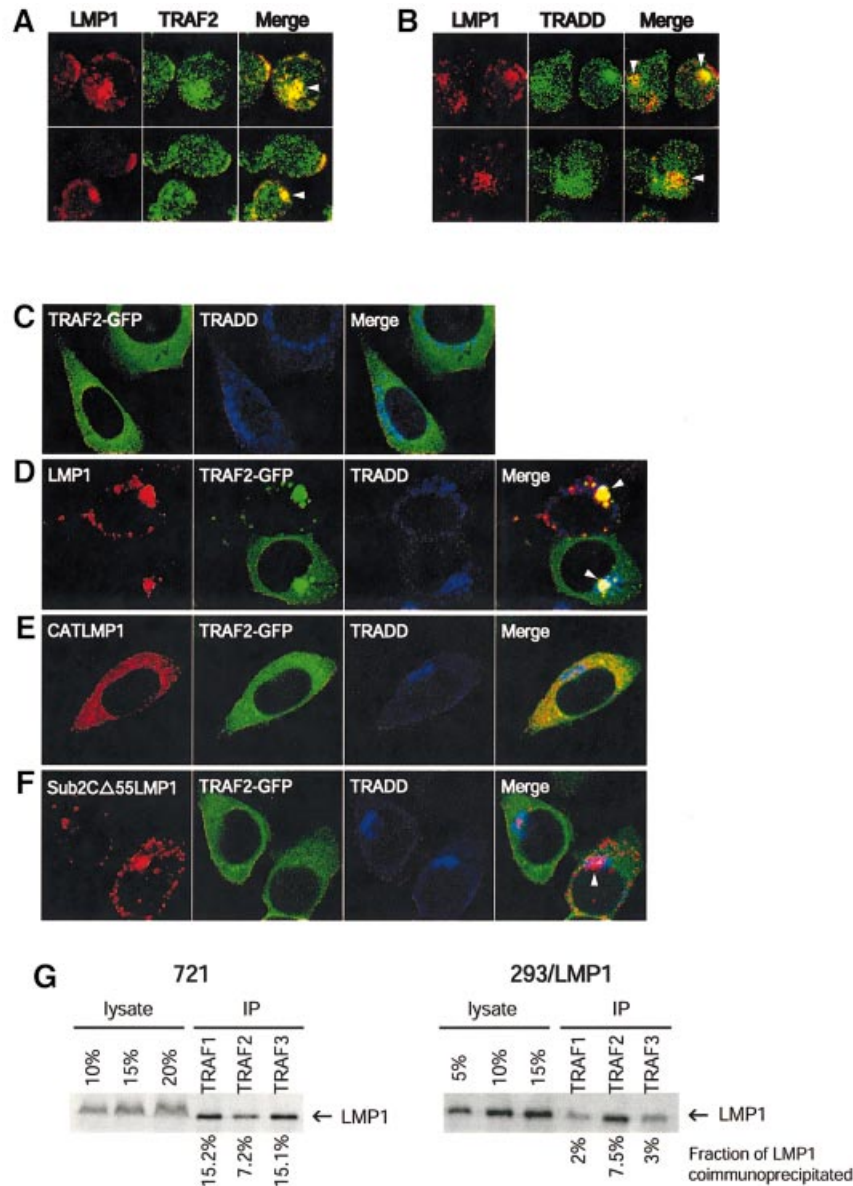 A
LMP1 TRAF2 Merge
B
LMP1 TRADD Merge
C
TRAF2-GFP TRADD Merge
D
LMP1 TRAF2-GFP TRADD Merge
E
CATLMP1 TRAF2-GFP TRADD Merge
F
Sub2CΔ55LMP1 TRAF2-GFP TRADD Merge
G
721
lysate IP
10% 15% 20% TRAF1 TRAF2 TRAF3
← LMP1
15.2% 7.2% 15.1%
293/LMP1
lysate IP
5% 10% 15% TRAF1 TRAF2 TRAF3
← LMP1
2% 7.5% 3%
Fraction of LMP1
coimmunoprecipitated